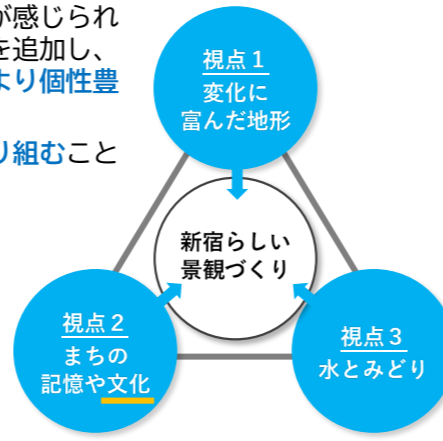 が感じられ
を追加し、
より個性豊
り組むこと
視点１
変化に
富んだ地形
新宿らしい
景観づくり
視点２
まちの
記憶や文化
視点３
水とみどり